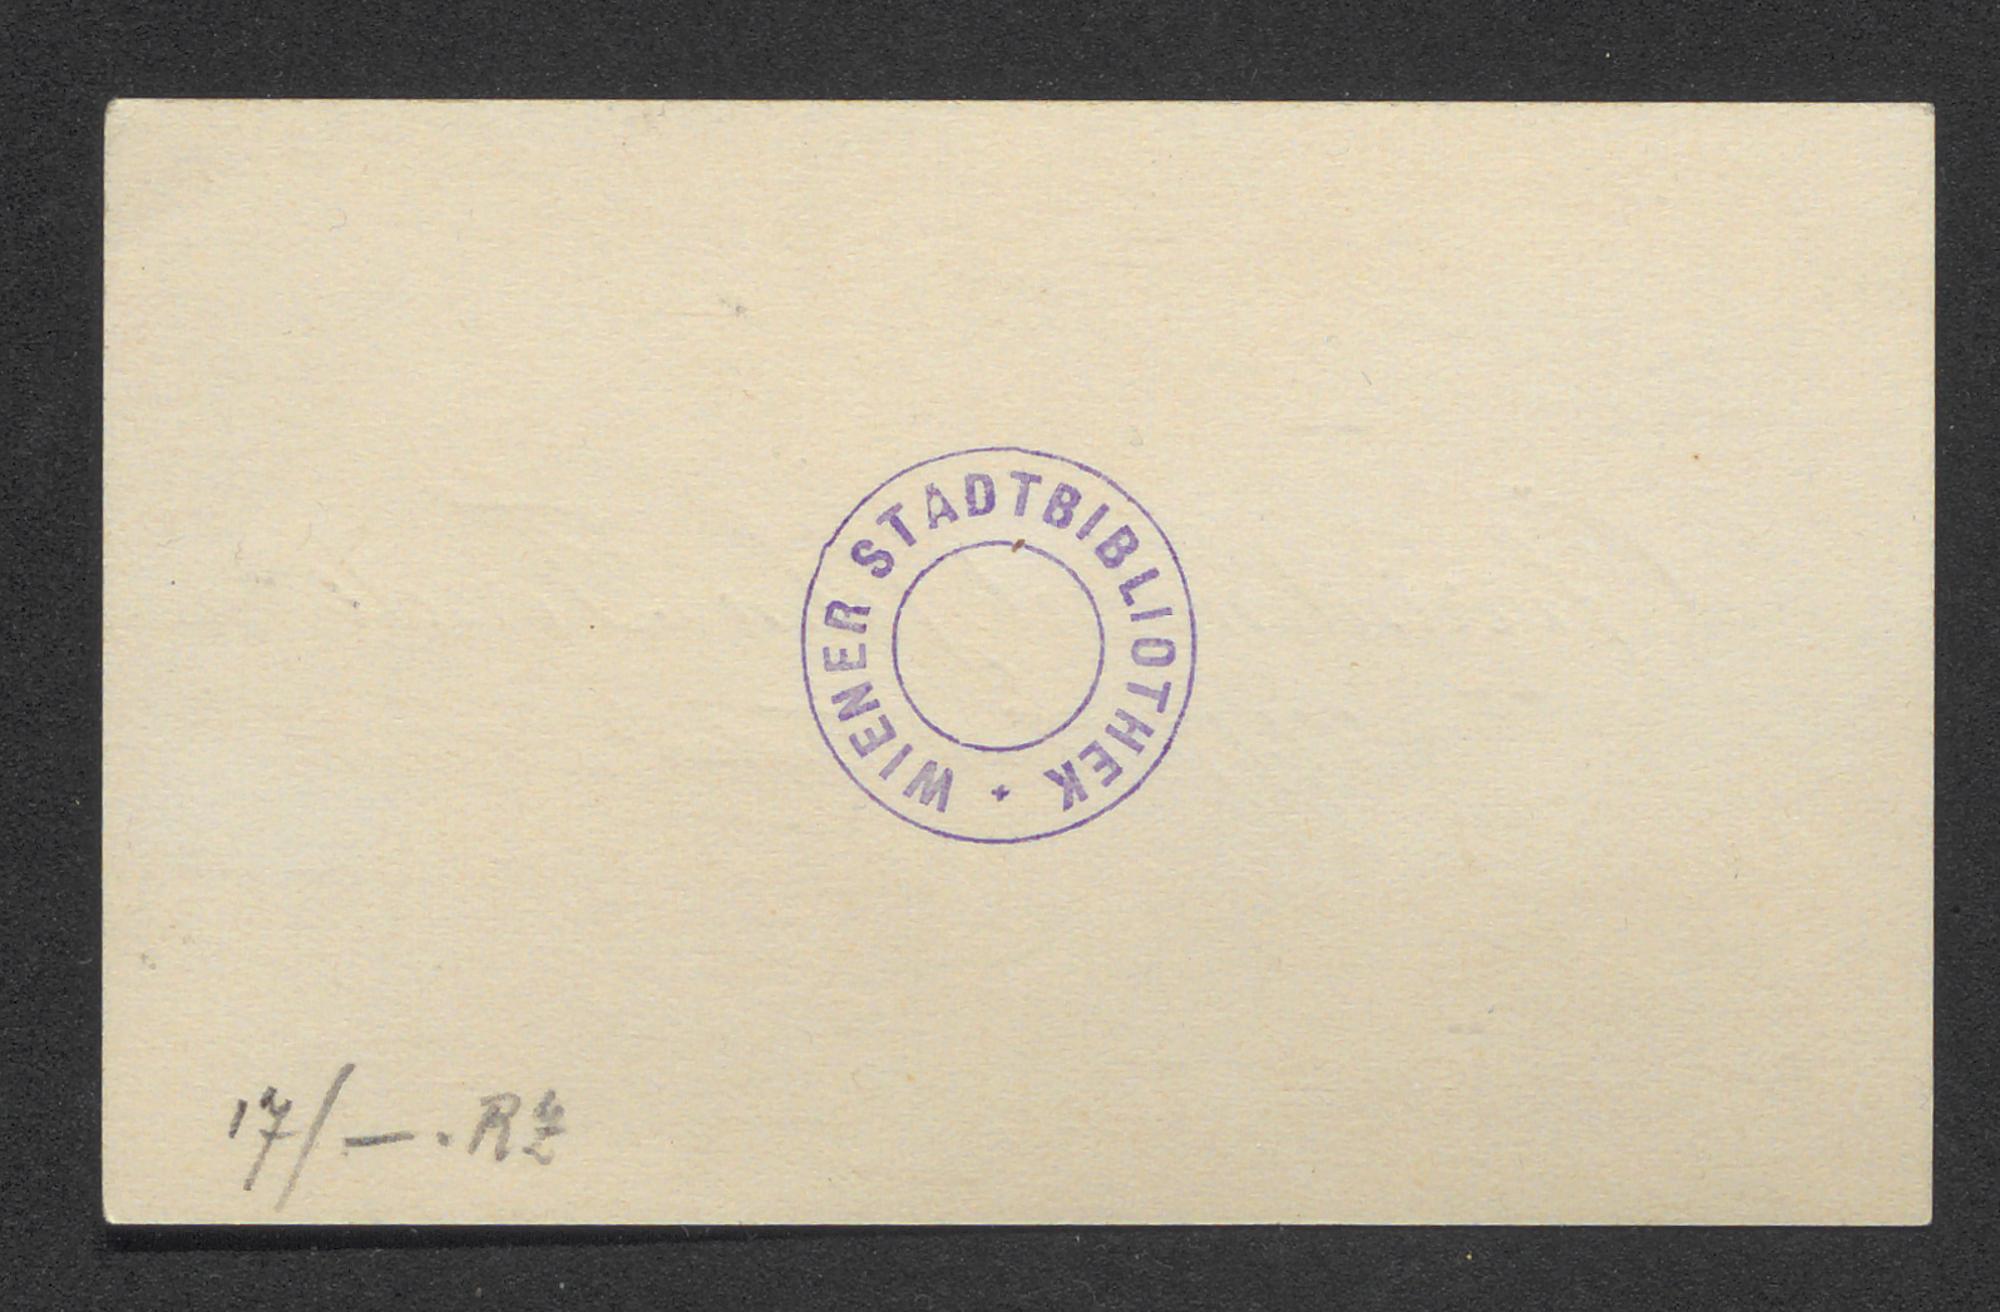 WIENER STADTBIBLIOTHEK
17/—.